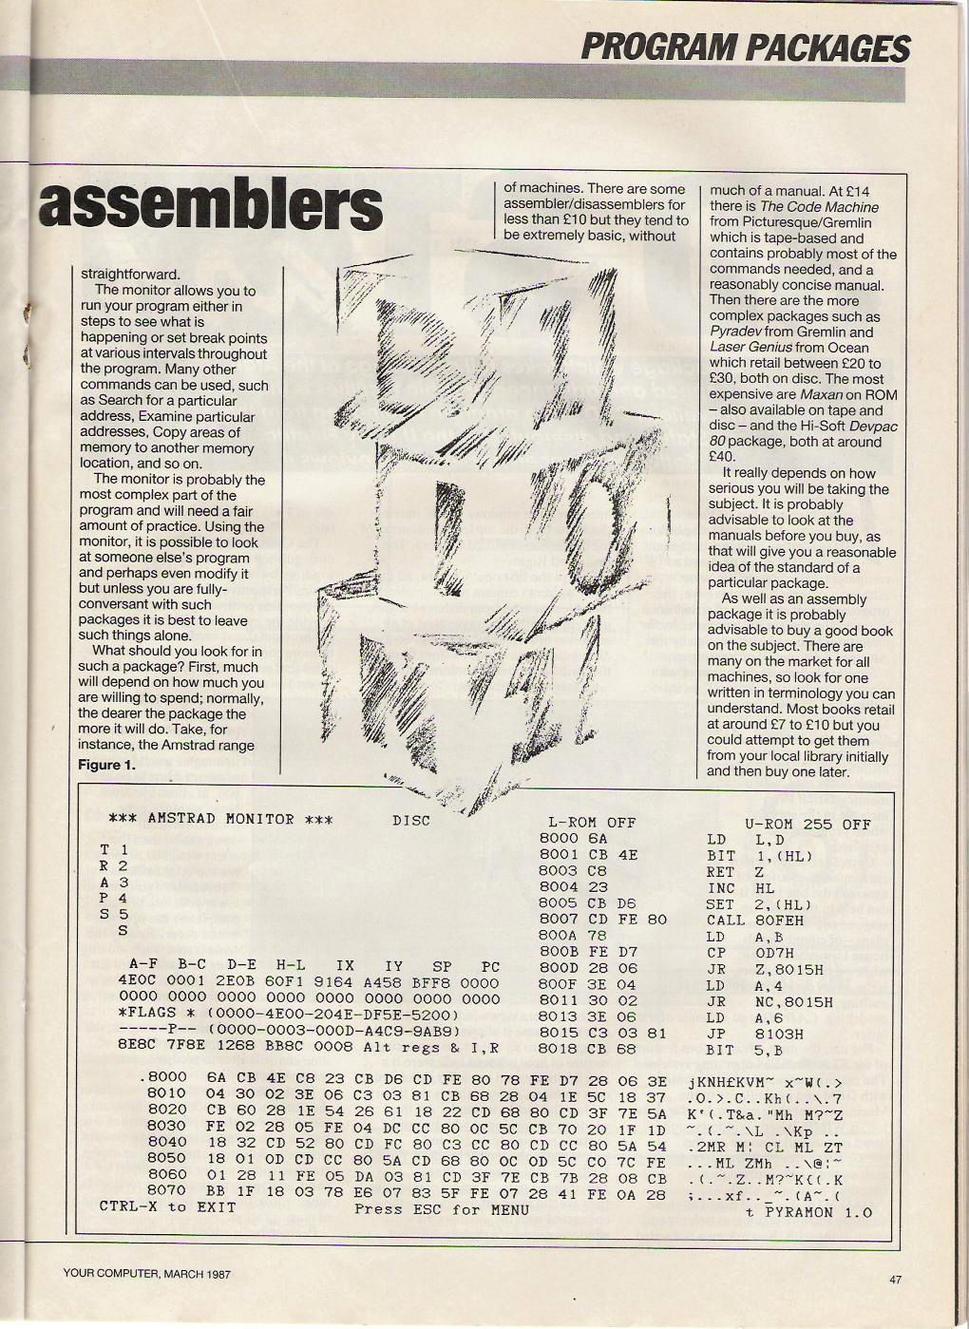 PROGRAM PACKAGES
assemblers
straightforward.
The monitor allows you to
run your program either in
steps to see what is
happening or set break points
at various intervals throughout
the program. Many other
commands can be used, such
as Search for a particular
address, Examine particular
addresses, Copy areas of
memory to another memory
location, and so on.
The monitor is probably the
most complex part of the
program and will need a fair
amount of practice. Using the
monitor, it is possible to look
at someone else's program
and perhaps even modify it
but unless you are fully-
conversant with such
packages it is best to leave
such things alone.
What should you look for in
such a package? First, much
will depend on how much you
are willing to spend; normally,
the dearer the package the
more it will do. Take, for
instance, the Amstrad range
of machines. There are some
assembler/disassemblers for
less than £10 but they tend to
be extremely basic, without
much of a manual. At £14
there is The Code Machine
from Picturesque/Gremlin
which is tape-based and
contains probably most of the
commands needed, and a
reasonably concise manual.
Then there are the more
complex packages such as
Pyradev from Gremlin and
Laser Genius from Ocean
which retail between £20 to
£30, both on disc. The most
expensive are Maxan on ROM
– also available on tape and
disc – and the Hi-Soft Devpac
80 package, both at around
£40.
It really depends on how
serious you will be taking the
subject. It is probably
advisable to look at the
manuals before you buy, as
that will give you a reasonable
idea of the standard of a
particular package.
As well as an assembly
package it is probably
advisable to buy a good book
on the subject. There are
many on the market for all
machines, so look for one
written in terminology you can
understand. Most books retail
at around £7 to £10 but you
could attempt to get them
from your local library initially
and then buy one later.
Figure 1.
*** AMSTRAD MONITOR *** DISC L-ROM OFF U-ROM 255 OFF
8000 6A LD L,D
T 1 8001 CB 4E BIT 1,(HL)
R 2 8003 C8 RET Z
A 3 8004 23 INC HL
P 4 8005 CB D6 SET 2,(HL)
S 5 8007 CD FE 80 CALL 80FEH
S 800A 78 LD A,B
800B FE D7 CP 0D7H
A-F B-C D-E H-L IX IY SP PC 800D 28 06 JR Z,8015H
4E0C 0001 2E0B 60F1 9164 A458 BFF8 0000 800F 3E 04 LD A,4
0000 0000 0000 0000 0000 0000 0000 0000 8011 30 02 JR NC,8015H
*FLAGS * (0000-4E00-204E-DF5E-5200) 8013 3E 06 LD A,6
-----P-- (0000-0003-000D-A4C9-9AB9) 8015 C3 03 81 JP 8103H
8E8C 7F8E 1268 BB8C 0008 Alt regs & I,R 8018 CB 68 BIT 5,B
.8000 6A CB 4E C8 23 CB D6 CD FE 80 78 FE D7 28 06 3E jKNH£KVM~ x~W(.>
8010 04 30 02 3E 06 C3 03 81 CB 68 28 04 1E 5C 18 37 .0.>.C..Kh(..\.7
8020 CB 60 28 1E 54 26 61 18 22 CD 68 80 CD 3F 7E 5A K'(.T&a."Mh M?~Z
8030 FE 02 28 05 FE 04 DC CC 80 0C 5C CB 70 20 1F 1D ~.(.~.\L .\Kp ..
8040 18 32 CD 52 80 CD FC 80 C3 CC 80 CD CC 80 5A 54 .2MR M¦ CL ML ZT
8050 18 01 0D CD CC 80 5A CD 68 80 0C 0D 5C C0 7C FE ...ML ZMh ..\@¦~
8060 01 28 11 FE 05 DA 03 81 CD 3F 7E CB 7B 28 08 CB .(.~.Z..M?~K{(.K
8070 BB 1F 18 03 78 E6 07 83 5F FE 07 28 41 FE 0A 28 ;...xf.._~.(A~.(
CTRL-X to EXIT Press ESC for MENU t PYRAMON 1.0
YOUR COMPUTER, MARCH 1987
47